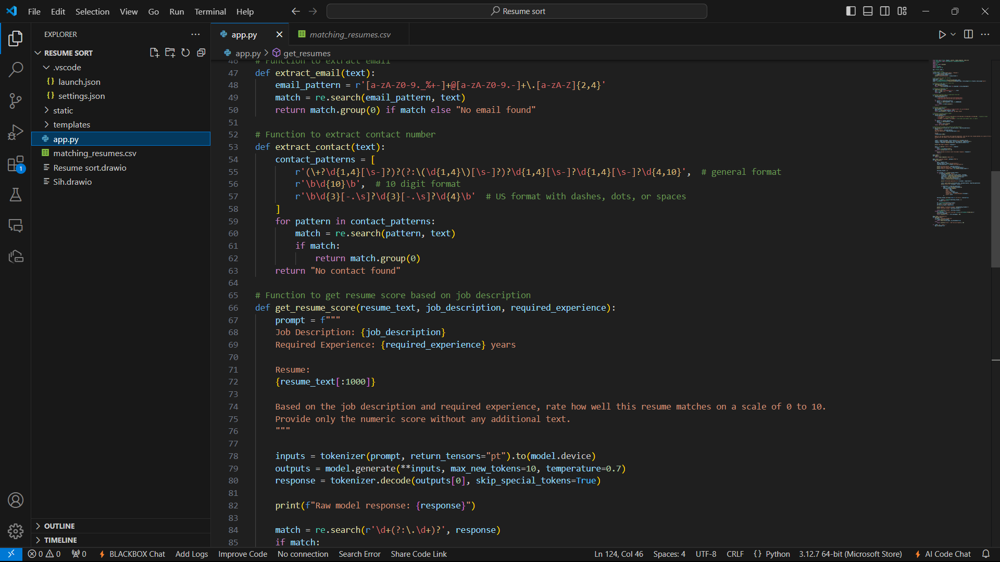 File Edit Selection View Go Run Terminal Help
Resume sort
EXPLORER
RESUME SORT
.vscode
launch.json
settings.json
static
templates
app.py
matching_resumes.csv
Resume sort.drawio
Sih.drawio
OUTLINE
TIMELINE
1
app.py
matching_resumes.csv
app.py > get_resumes
46 # Function to extract email
47 def extract_email(text):
48 email_pattern = r'[a-zA-Z0-9._%+-]+@[a-zA-Z0-9.-]+\.[a-zA-Z]{2,4}'
49 match = re.search(email_pattern, text)
50 return match.group(0) if match else "No email found"
51
52 # Function to extract contact number
53 def extract_contact(text):
54 contact_patterns = [
55 r'(\+?\d{1,4}[\s-]?)?(?:\(\d{1,4}\)[\s-]?)?\d{1,4}[\s-]?\d{1,4}[\s-]?\d{4,10}', # general format
56 r'\b\d{10}\b', # 10 digit format
57 r'\b\d{3}[-.\s]?\d{3}[-.\s]?\d{4}\b' # US format with dashes, dots, or spaces
58 ]
59 for pattern in contact_patterns:
60 match = re.search(pattern, text)
61 if match:
62 return match.group(0)
63 return "No contact found"
64
65 # Function to get resume score based on job description
66 def get_resume_score(resume_text, job_description, required_experience):
67 prompt = f"""
68 Job Description: {job_description}
69 Required Experience: {required_experience} years
70
71 Resume:
72 {resume_text[:1000]}
73
74 Based on the job description and required experience, rate how well this resume matches on a scale of 0 to 10.
75 Provide only the numeric score without any additional text.
76 """
77
78 inputs = tokenizer(prompt, return_tensors="pt").to(model.device)
79 outputs = model.generate(**inputs, max_new_tokens=10, temperature=0.7)
80 response = tokenizer.decode(outputs[0], skip_special_tokens=True)
81
82 print(f"Raw model response: {response}")
83
84 match = re.search(r'\d+(?:\.\d+)?', response)
85 if match:
0 0 0 BLACKBOX Chat Add Logs Improve Code No connection Search Error Share Code Link Ln 124, Col 46 Spaces: 4 UTF-8 CRLF {} Python 3.12.7 64-bit (Microsoft Store) AI Code Chat